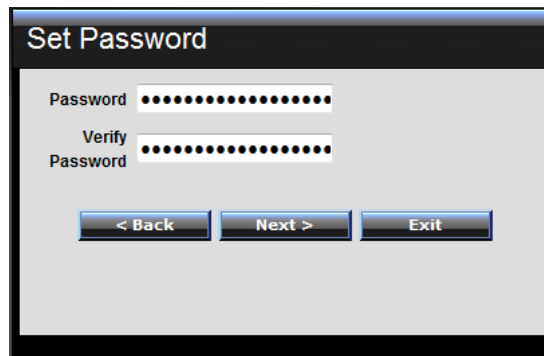 Set Password
Password ••••••••••••••••••
Verify
Password ••••••••••••••••••
< Back Next > Exit